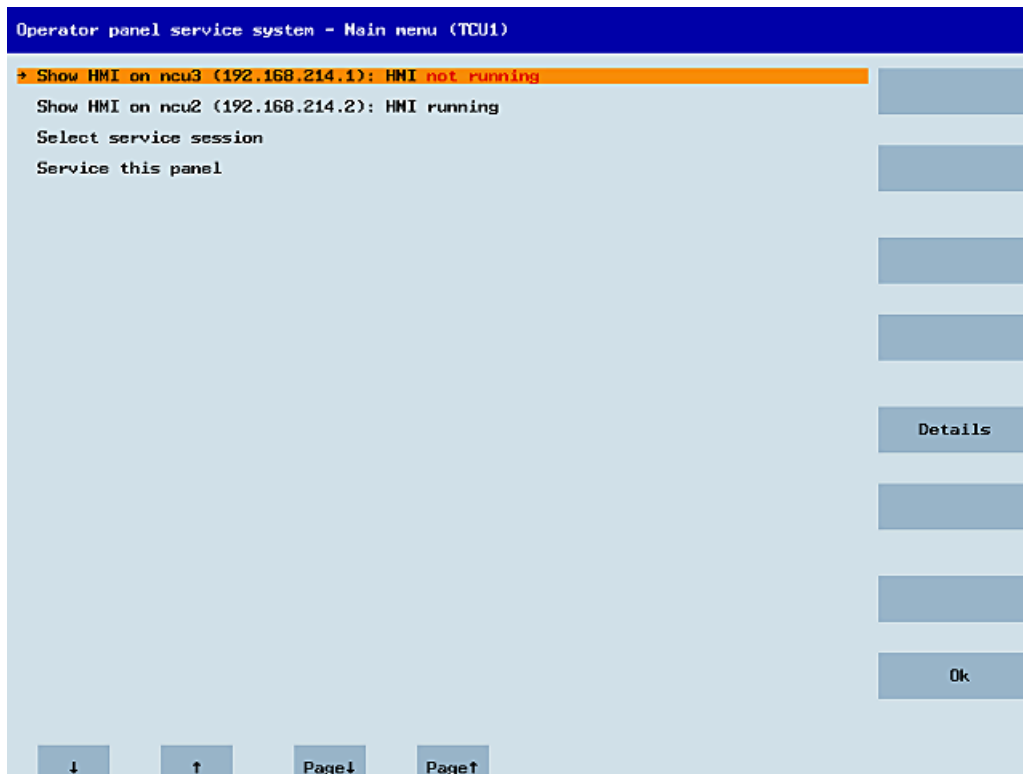 Operator panel service system - Main menu (TCU1)
→ Show HMI on ncu3 (192.168.214.1): HMI not running
Show HMI on ncu2 (192.168.214.2): HMI running
Select service session
Service this panel
Details
Ok
↓ ↑ Page↓ Page↑